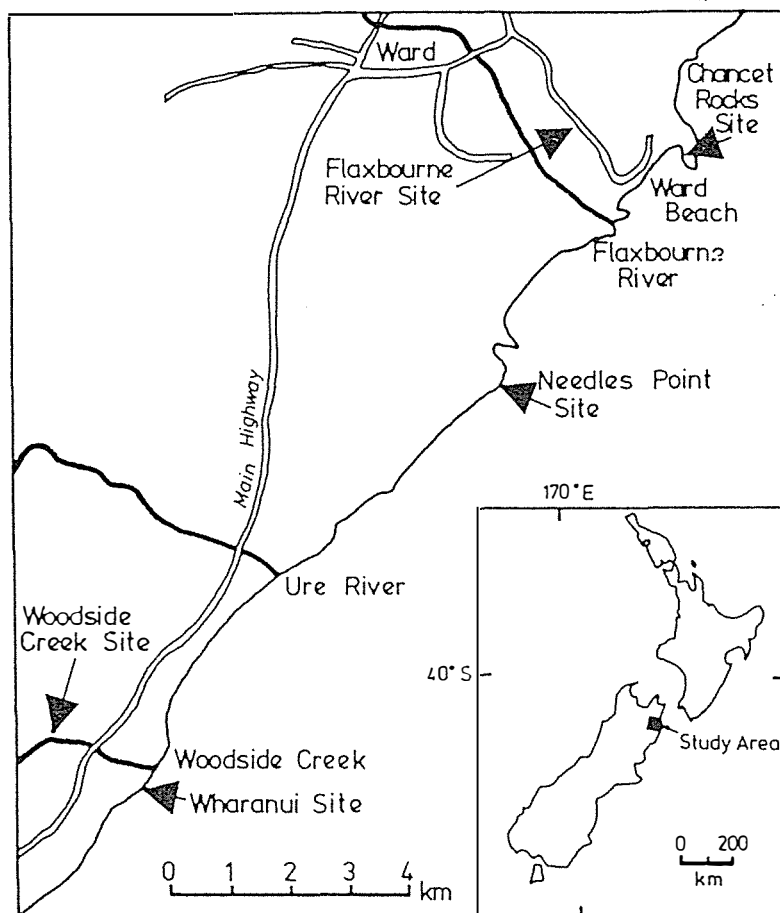 Ward
Chancet
Rocks
Site
Flaxbourne
River Site
Ward
Beach
Flaxbourne
River
Needles Point
Site
Main Highway
170° E
Ure River
Woodside
Creek Site
40° S
Study Area
Woodside Creek
Wharanui Site
0 200
km
0 1 2 3 4
km